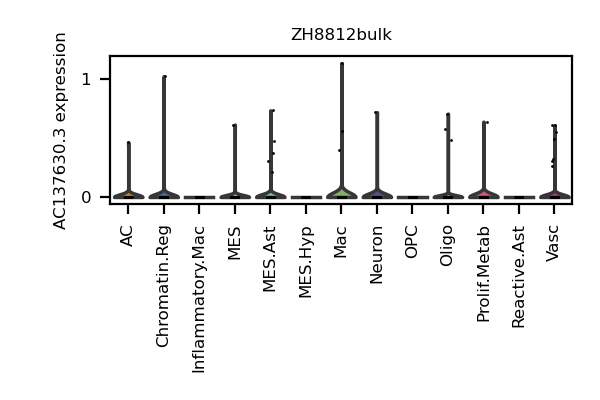 ZH8812bulk
AC137630.3 expression
1
0
AC
Chromatin.Reg
Inflammatory.Mac
MES
MES.Ast
MES.Hyp
Mac
Neuron
OPC
Oligo
Prolif.Metab
Reactive.Ast
Vasc